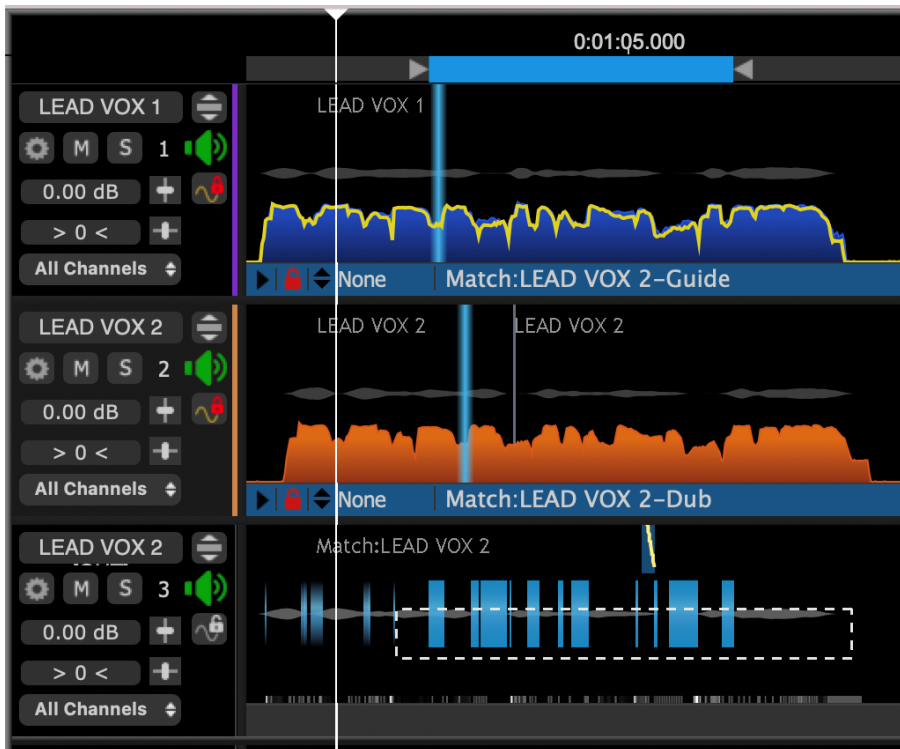 0:01:05.000
LEAD VOX 1
LEAD VOX 1
M S 1
0.00 dB
> 0 <
All Channels
None Match:LEAD VOX 2-Guide
LEAD VOX 2
LEAD VOX 2 LEAD VOX 2
M S 2
0.00 dB
> 0 <
All Channels
None Match:LEAD VOX 2-Dub
LEAD VOX 2
Match:LEAD VOX 2
M S 3
0.00 dB
> 0 <
All Channels